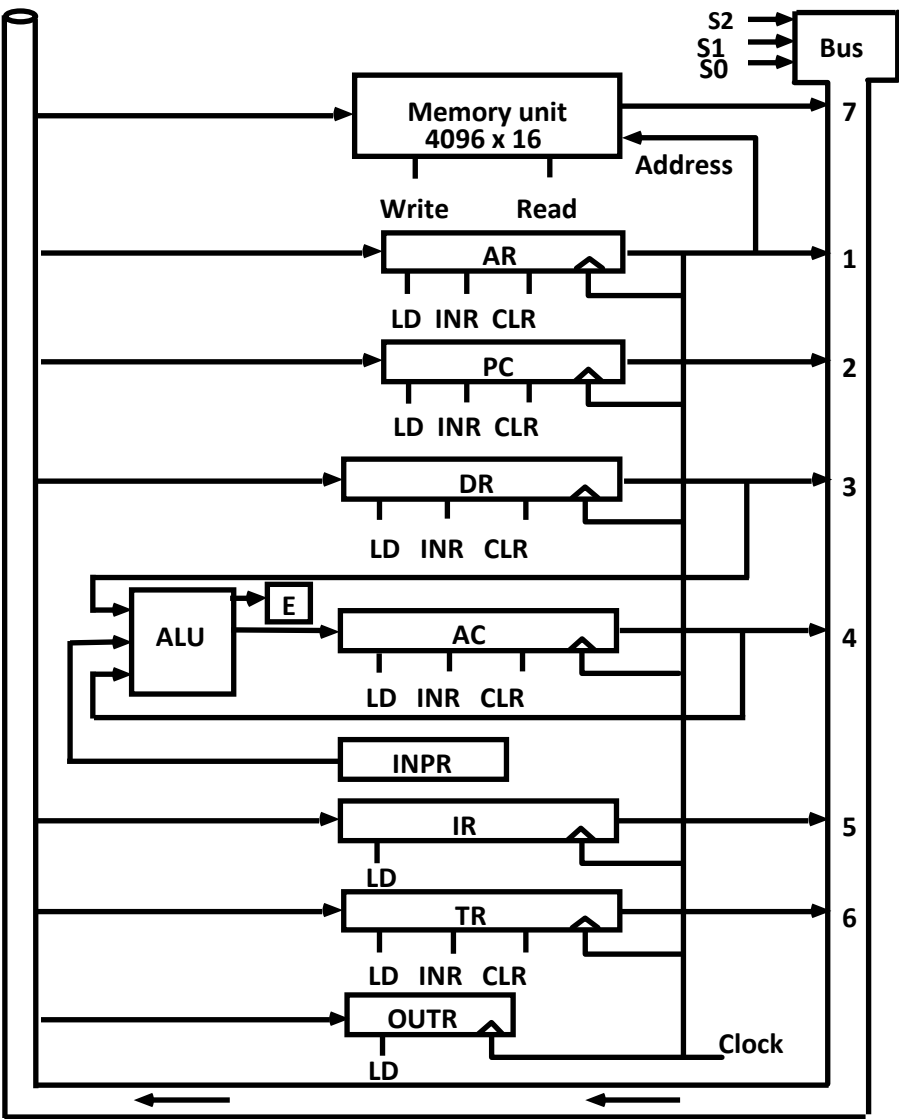 S2
S1
S0
Bus
Memory unit
4096 x 16
7
Address
Write Read
AR
1
LD INR CLR
PC
2
LD INR CLR
DR
3
LD INR CLR
E
ALU
AC
4
LD INR CLR
INPR
IR
5
LD
TR
6
LD INR CLR
OUTR
Clock
LD